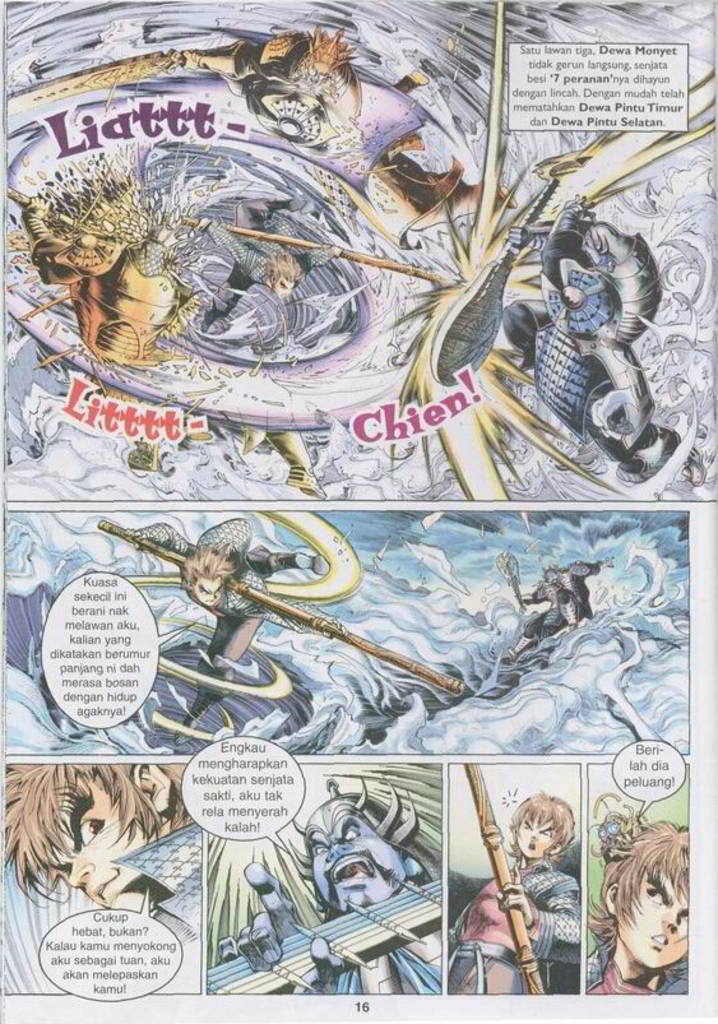 Satu lawan tiga, Dewa Monyet
tidak gerun langsung, senjata
besi '7 peranan'nya dihayun
dengan lincah. Dengan mudah telah
mematahkan Dewa Pintu Timur
dan Dewa Pintu Selatan.
Liattt-
Litttt-
Chien!
Kuasa
sekecil ini
berani nak
melawan aku,
kalian yang
dikatakan berumur
panjang ni dah
merasa bosan
dengan hidup
agaknya!
Cukup
hebat, bukan?
Kalau kamu menyokong
aku sebagai tuan, aku
akan melepaskan
kamu!
Engkau
mengharapkan
kekuatan senjata
sakti, aku tak
rela menyerah
kalah!
Beri-
lah dia
peluang!
16